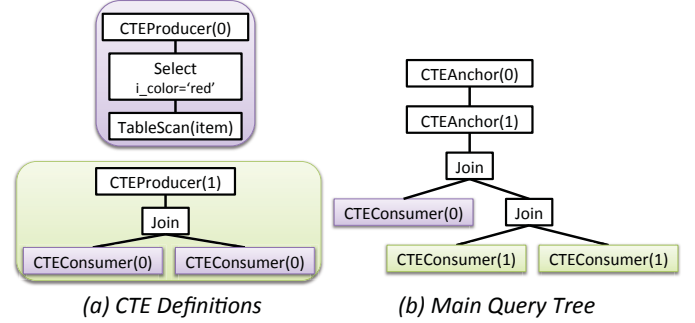 CTEProducer(0)
Select
i_color='red'
TableScan(item)
CTEProducer(1)
Join
CTEConsumer(0) CTEConsumer(0)
(a) CTE Definitions
CTEAnchor(0)
CTEAnchor(1)
Join
CTEConsumer(0) Join
CTEConsumer(1) CTEConsumer(1)
(b) Main Query Tree